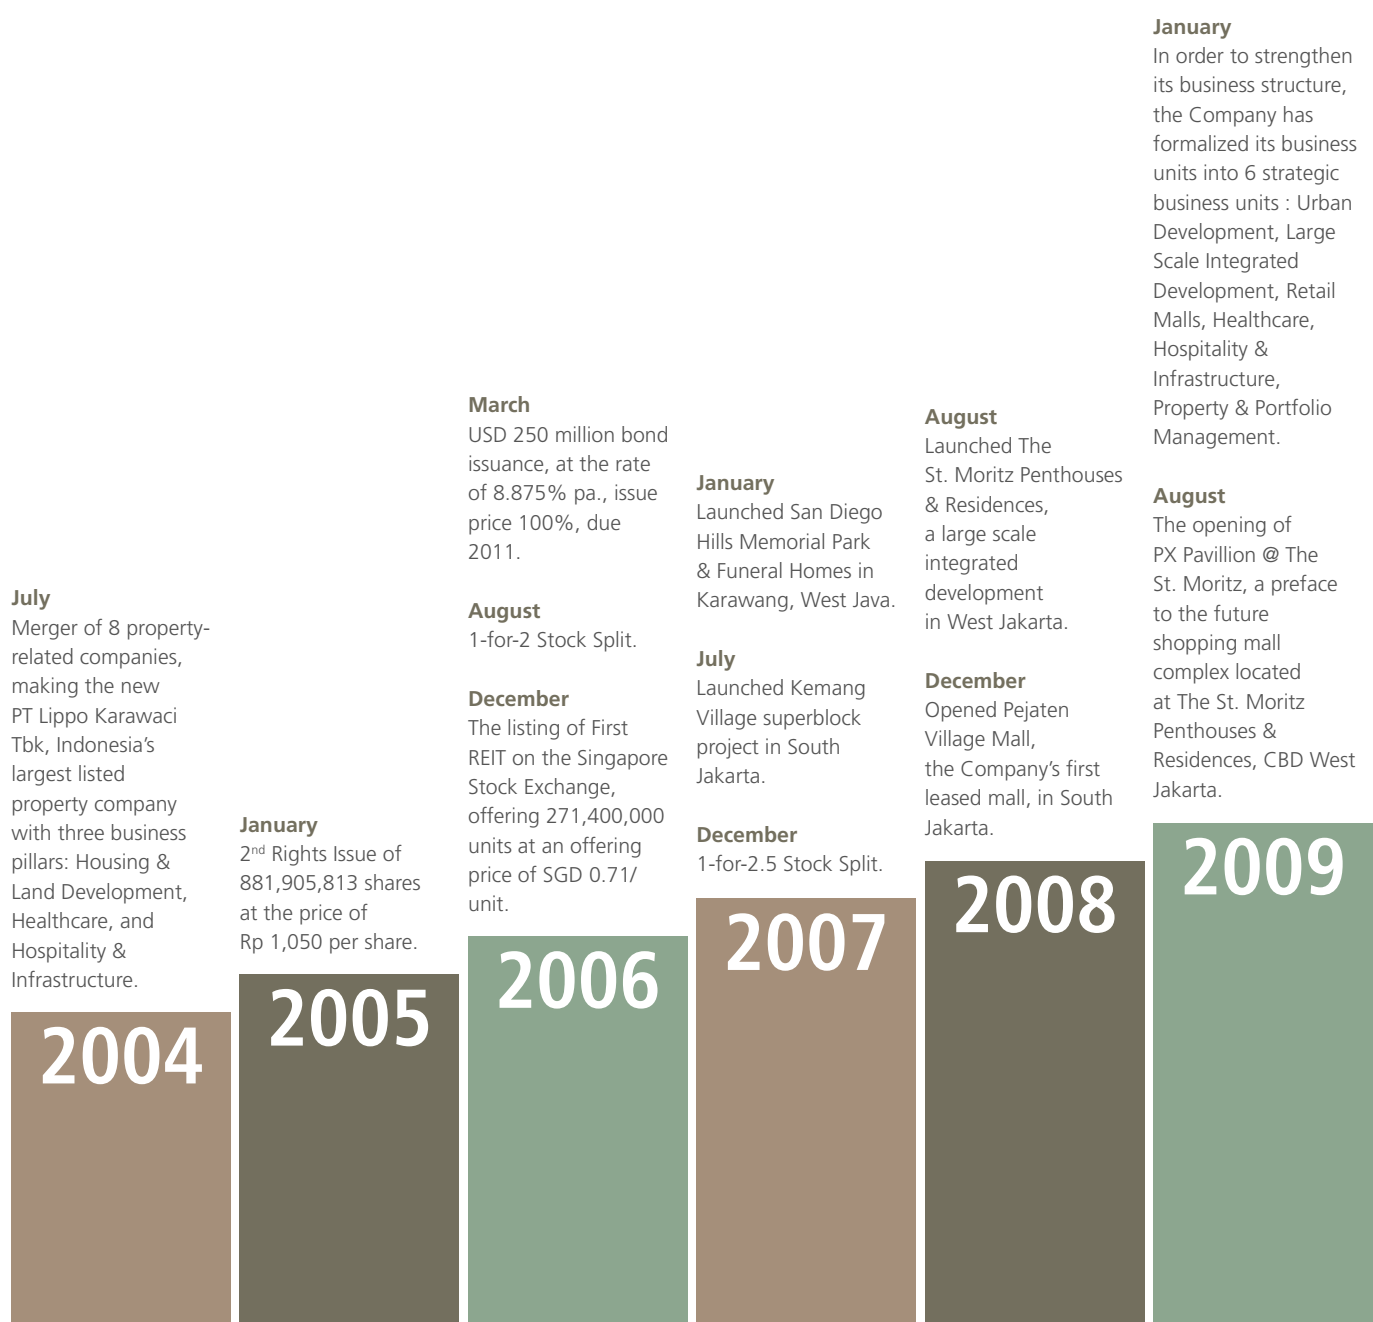 July
Merger of 8 property-
related companies,
making the new
PT Lippo Karawaci
Tbk, Indonesia’s
largest listed
property company
with three business
pillars: Housing &
Land Development,
Healthcare, and
Hospitality &
Infrastructure.
2004
January
2nd Rights Issue of
881,905,813 shares
at the price of
Rp 1,050 per share.
2005
March
USD 250 million bond
issuance, at the rate
of 8.875% pa., issue
price 100%, due
2011.
August
1-for-2 Stock Split.
December
The listing of First
REIT on the Singapore
Stock Exchange,
offering 271,400,000
units at an offering
price of SGD 0.71/
unit.
2006
January
Launched San Diego
Hills Memorial Park
& Funeral Homes in
Karawang, West Java.
July
Launched Kemang
Village superblock
project in South
Jakarta.
December
1-for-2.5 Stock Split.
2007
August
Launched The
St. Moritz Penthouses
& Residences,
a large scale
integrated
development
in West Jakarta.
December
Opened Pejaten
Village Mall,
the Company’s first
leased mall, in South
Jakarta.
2008
January
In order to strengthen
its business structure,
the Company has
formalized its business
units into 6 strategic
business units : Urban
Development, Large
Scale Integrated
Development, Retail
Malls, Healthcare,
Hospitality &
Infrastructure,
Property & Portfolio
Management.
August
The opening of
PX Pavillion @ The
St. Moritz, a preface
to the future
shopping mall
complex located
at The St. Moritz
Penthouses &
Residences, CBD West
Jakarta.
2009